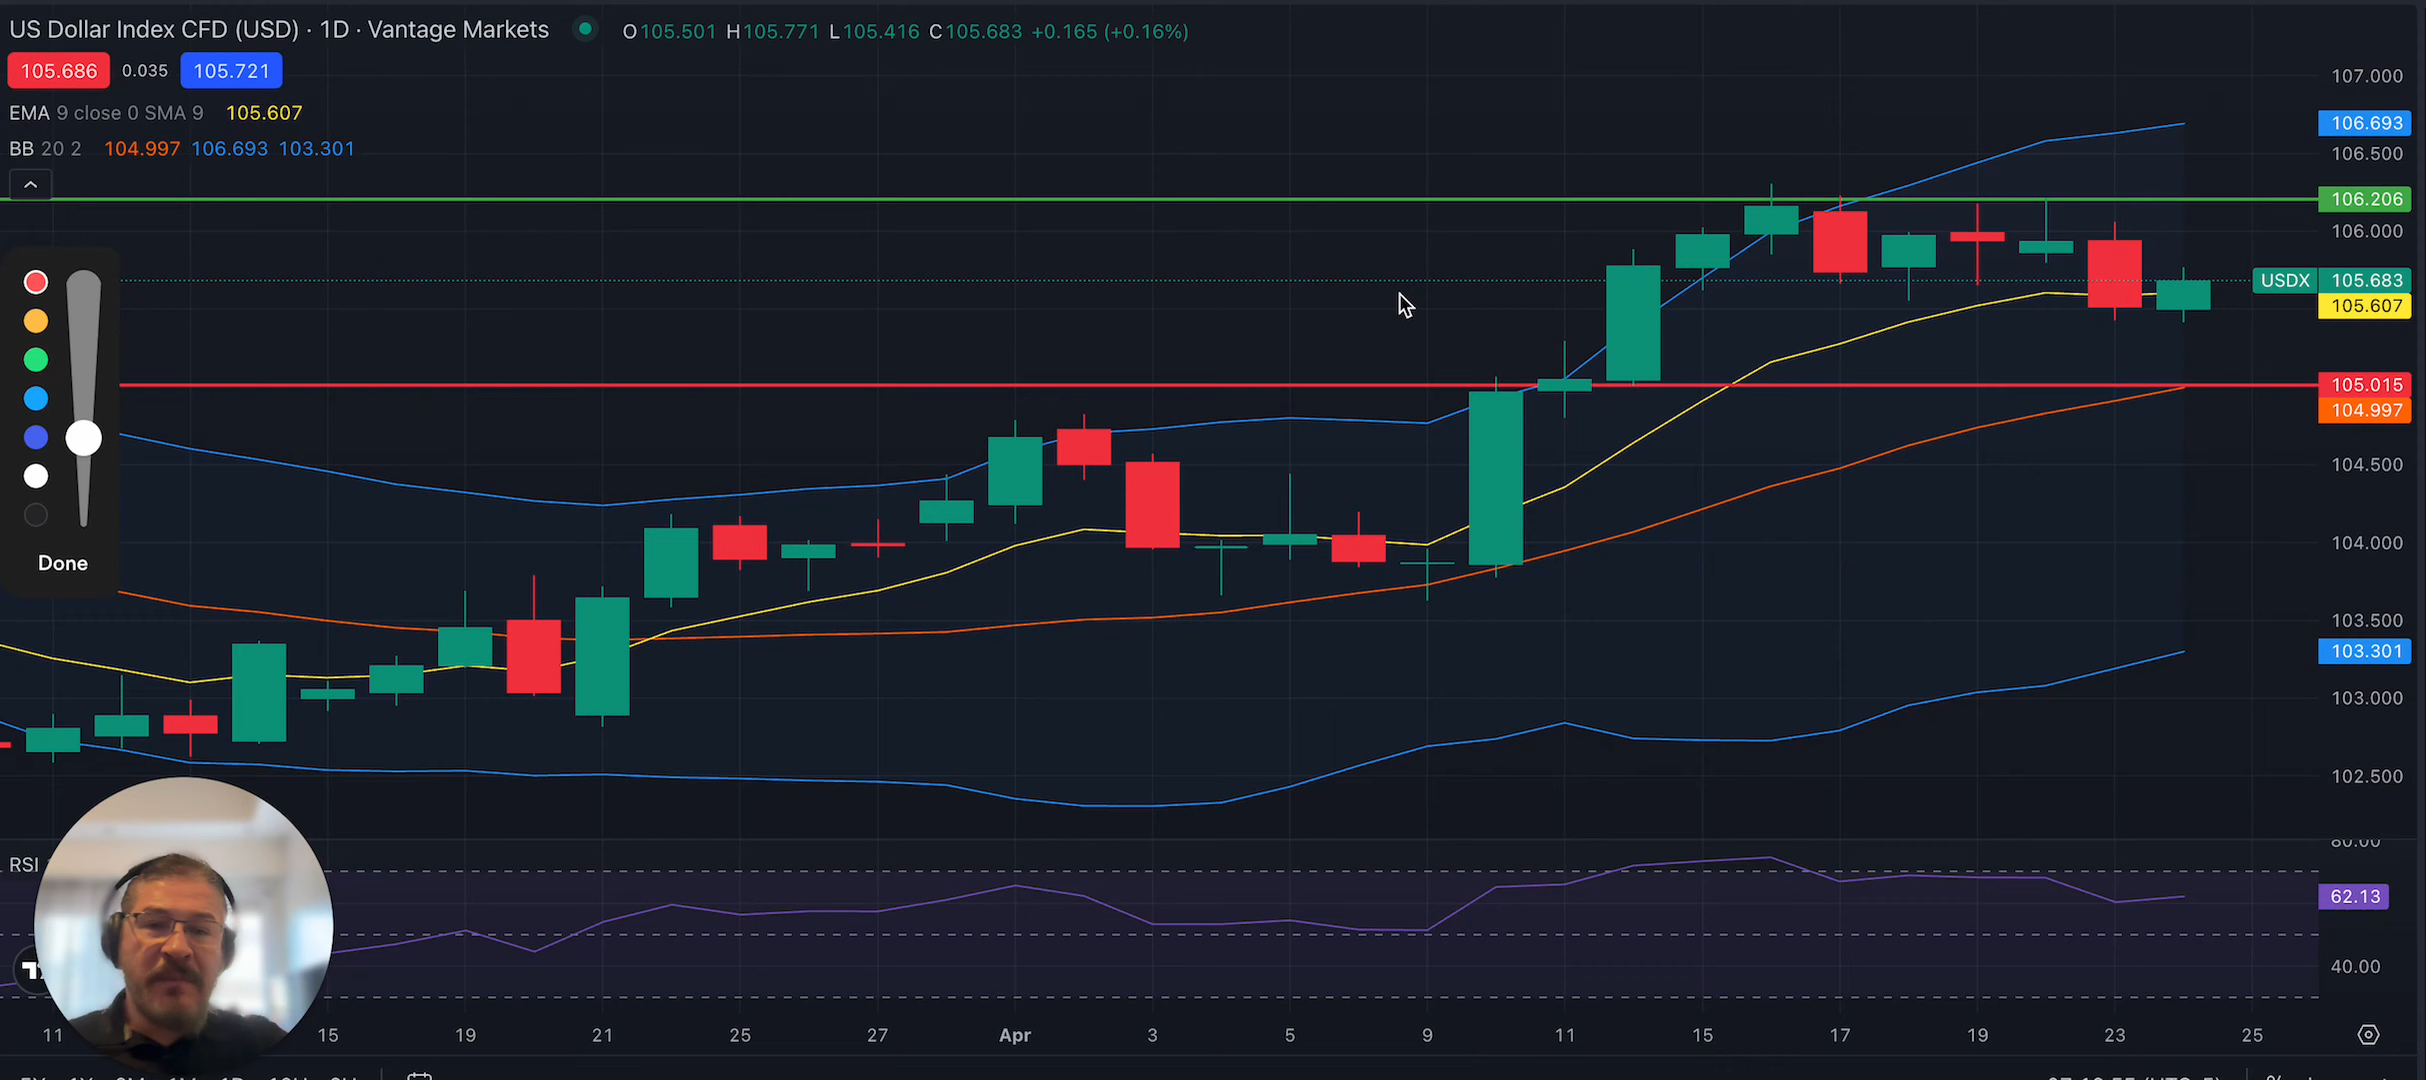 US Dollar Index CFD (USD) · 1D · Vantage Markets O105.501 H105.771 L105.416 C105.683 +0.165 (+0.16%)
105.686 0.035 105.721
EMA 9 close 0 SMA 9 105.607
BB 20 2 104.997 106.693 103.301
107.000
106.693
106.500
106.206
106.000
USDX 105.683
105.607
105.015
104.997
104.500
104.000
Done
103.500
103.301
103.000
102.500
80.00
RSI
62.13
40.00
11 15 19 21 25 27 Apr 3 5 9 11 15 17 19 23 25